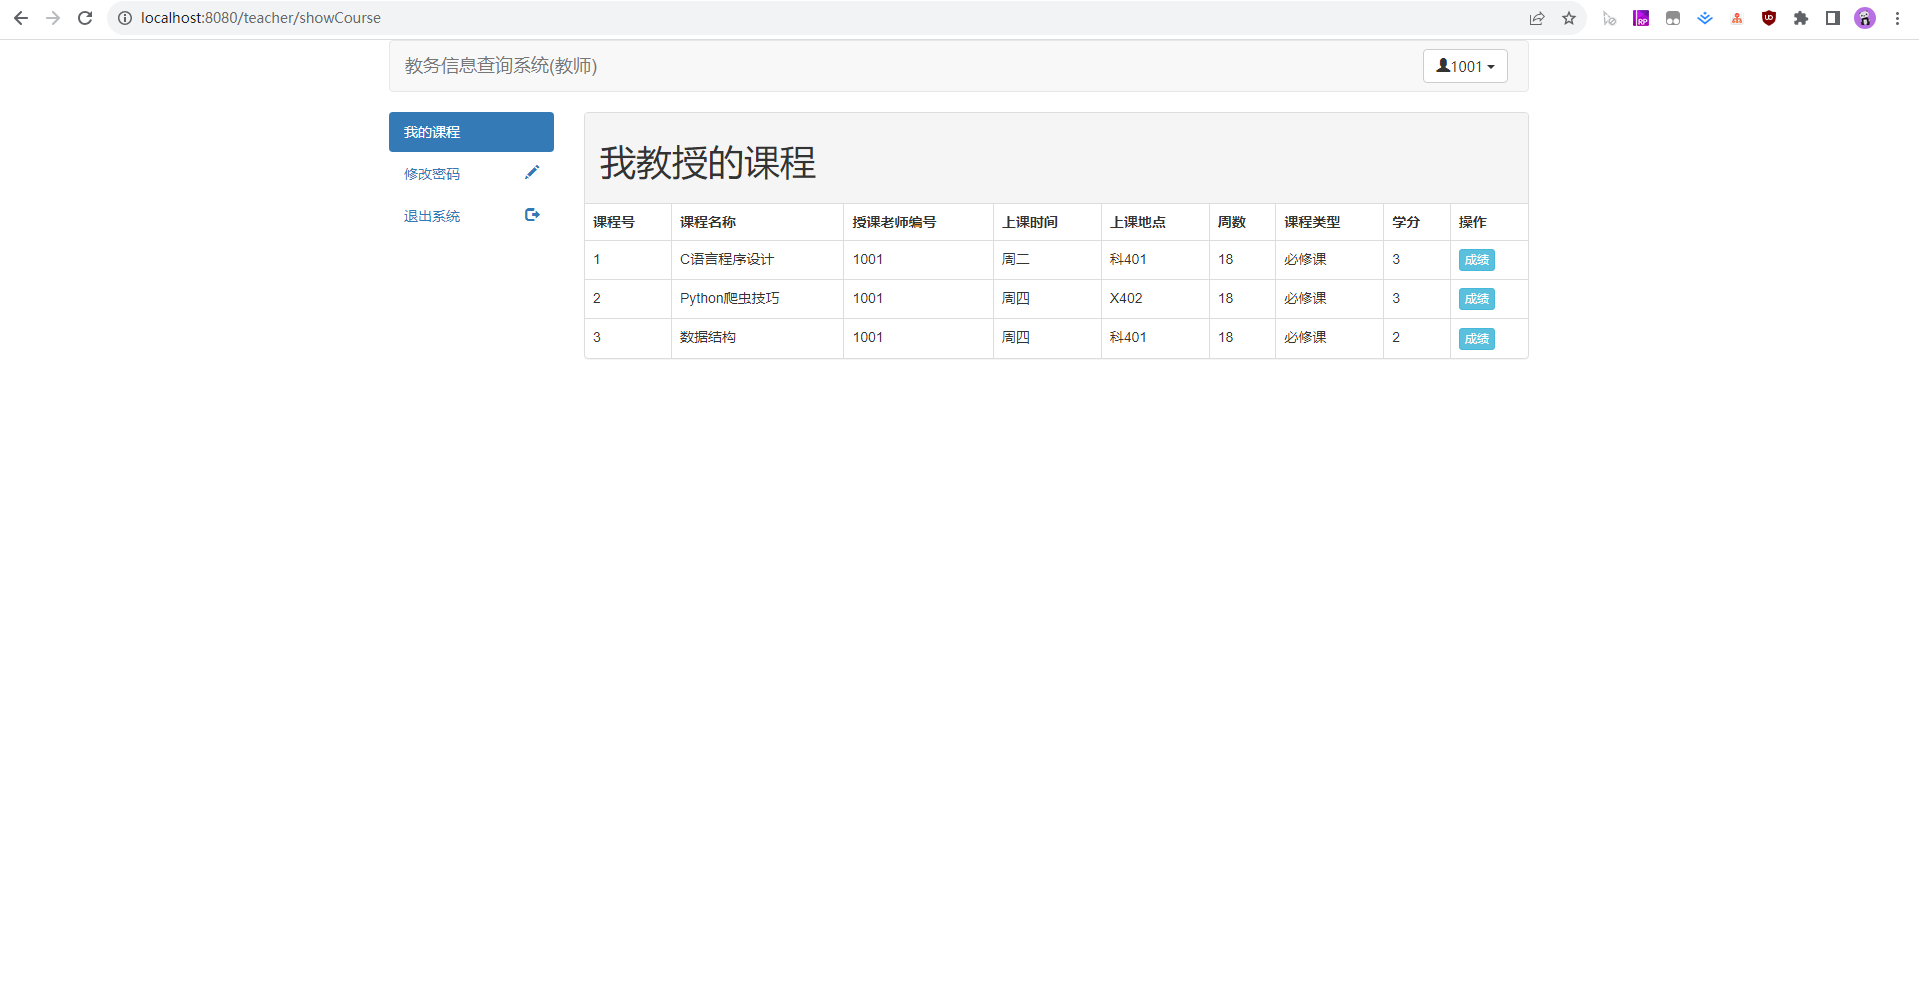 localhost:8080/teacher/showCourse
教务信息查询系统(教师)
1001
我的课程
修改密码
退出系统
我教授的课程
课程号 课程名称 授课老师编号 上课时间 上课地点 周数 课程类型 学分 操作
1 C语言程序设计 1001 周二 科401 18 必修课 3 成绩
2 Python爬虫技巧 1001 周四 X402 18 必修课 3 成绩
3 数据结构 1001 周四 科401 18 必修课 2 成绩